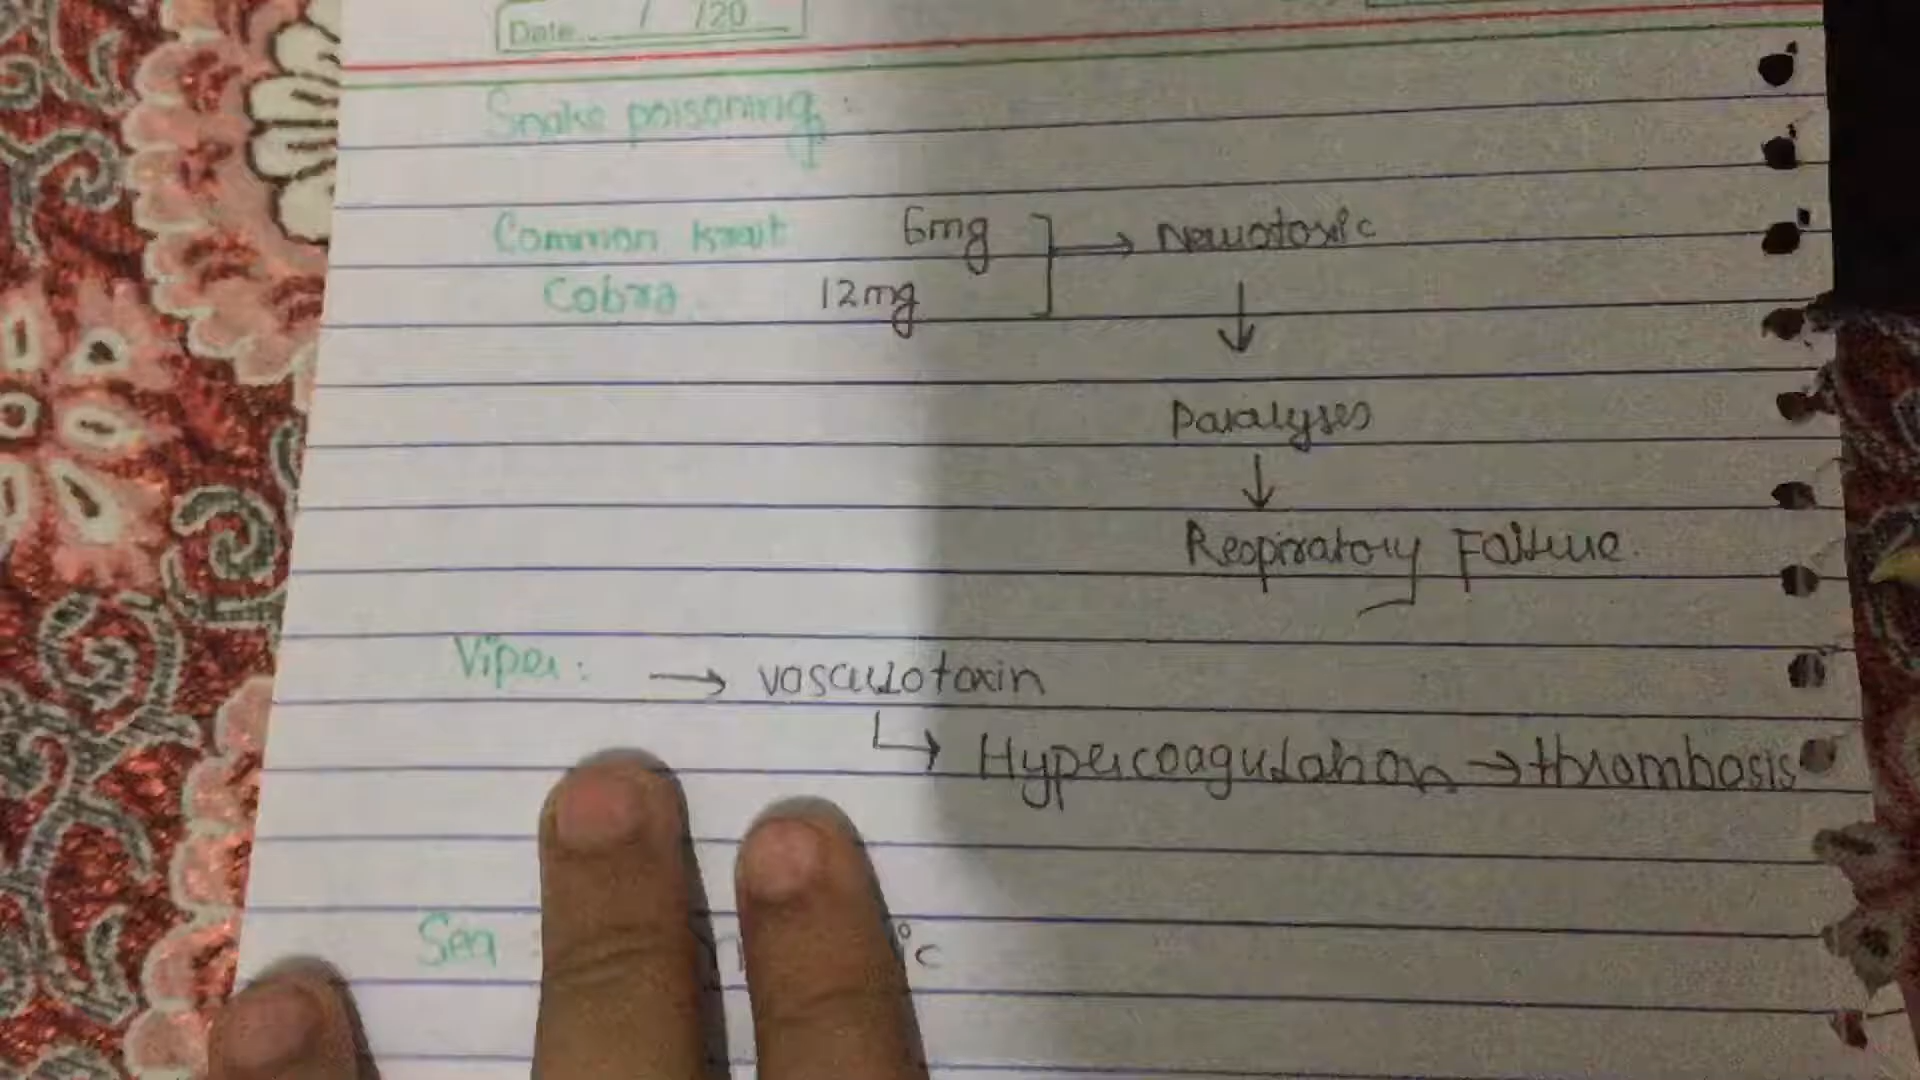 Date / /20
Snake poisoning :
Common krait 6mg → Neurotoxic
Cobra 12mg
↓
Paralyses
↓
Respiratory Failure.
Viper : → vasculotoxin
↳ Hypercoagulation → thrombosis
Sea